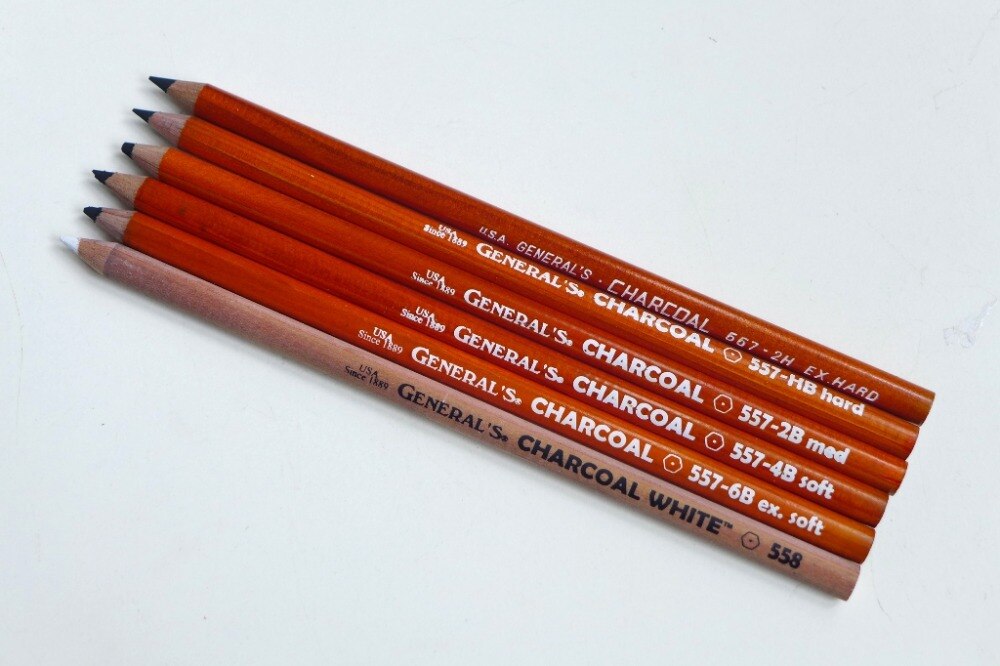 U.S.A. GENERAL'S · CHARCOAL 557·2H EX.HARD
USA
Since 1889
GENERAL'S® CHARCOAL 557-HB hard
USA
Since 1889
GENERAL'S® CHARCOAL 557-2B med
USA
Since 1889
GENERAL'S® CHARCOAL 557-4B soft
USA
Since 1889
GENERAL'S® CHARCOAL 557-6B ex. soft
USA
Since 1889
GENERAL'S® CHARCOAL WHITE™ 558